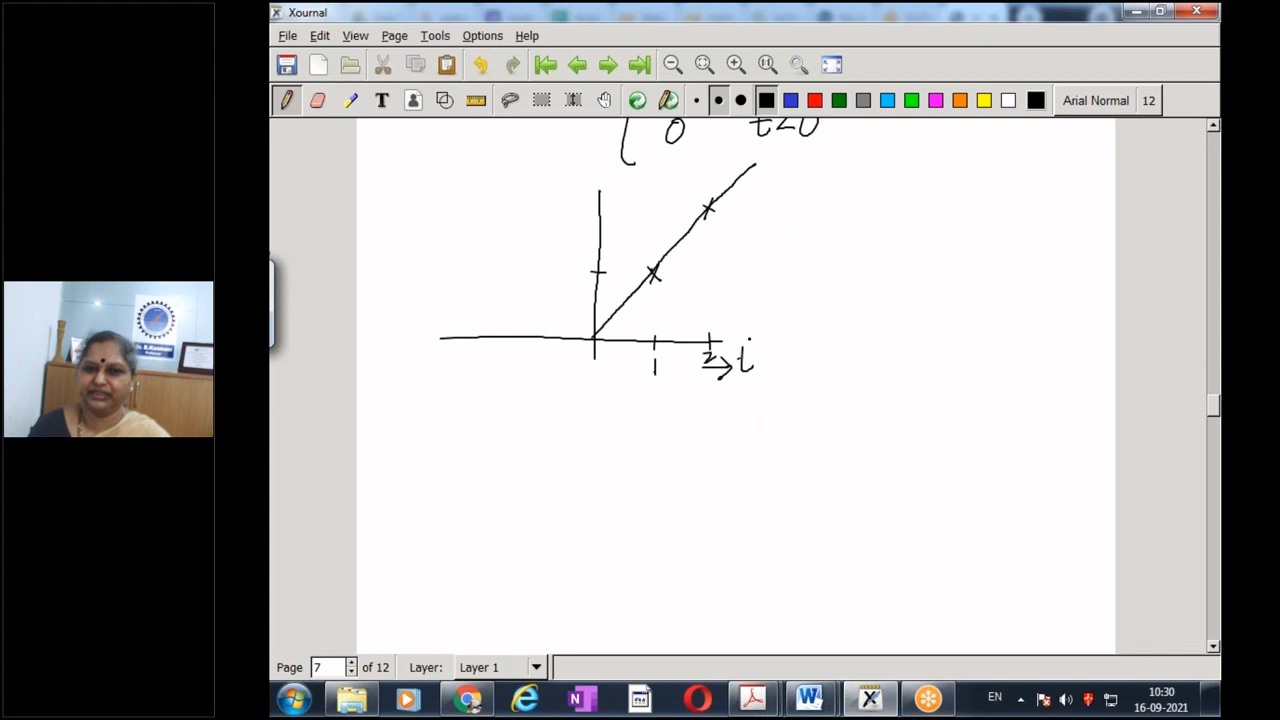 Xournal
File Edit View Page Tools Options Help
Arial Normal 12
0 t<0
1 2
Page 7 of 12 Layer: Layer 1
EN 10:30
16-09-2021